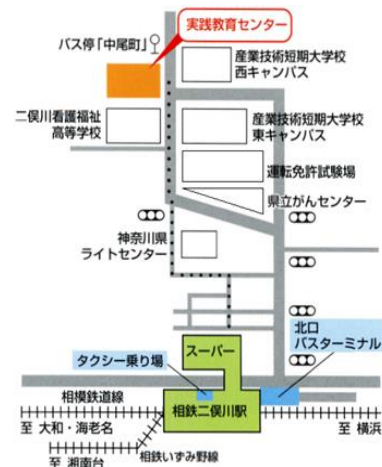 実践教育センター
バス停「中尾町」
産業技術短期大学校
西キャンパス
二俣川看護福祉
高等学校
産業技術短期大学校
東キャンパス
運転免許試験場
県立がんセンター
神奈川県
ライトセンター
北口
バスターミナル
スーパー
タクシー乗り場
相模鉄道線
相鉄二俣川駅
至 大和・海老名
至 横浜
至 湘南台
相鉄いずみ野線